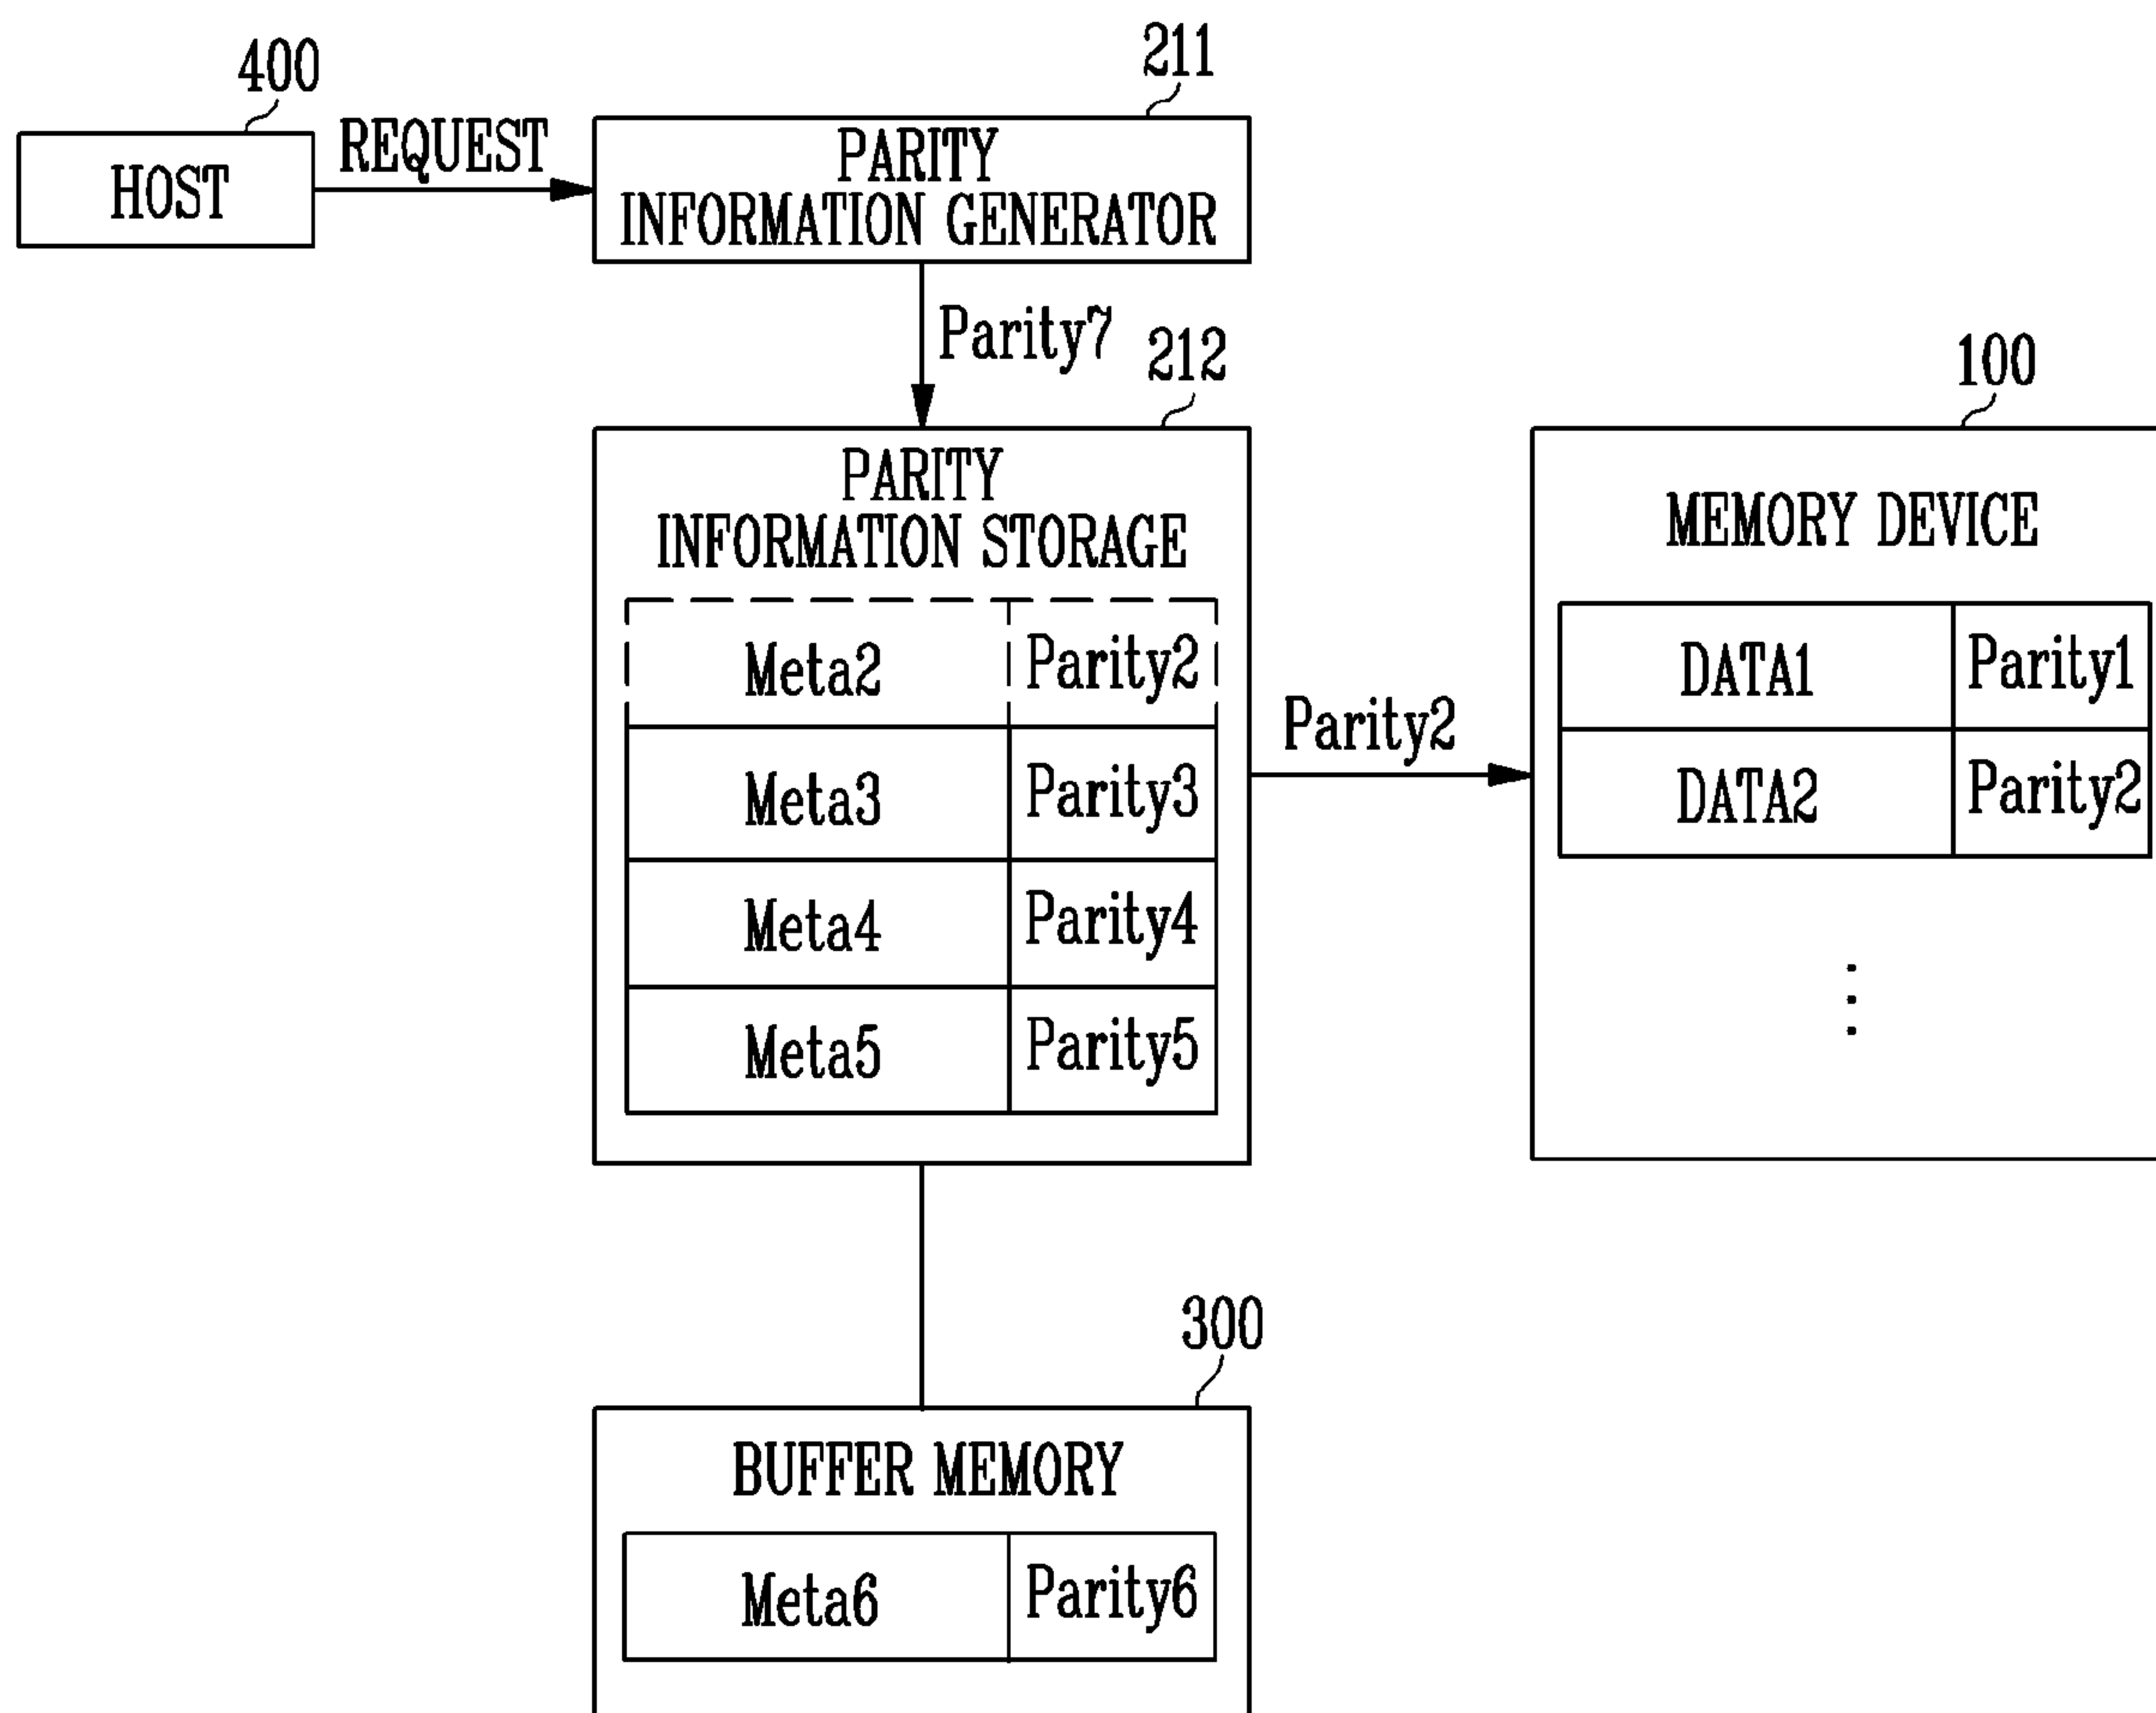 400
HOST
REQUEST
211
PARITY
INFORMATION GENERATOR
Parity7
212
PARITY
INFORMATION STORAGE
Meta2 Parity2
Meta3 Parity3
Meta4 Parity4
Meta5 Parity5
Parity2
100
MEMORY DEVICE
DATA1 Parity1
DATA2 Parity2
300
BUFFER MEMORY
Meta6 Parity6